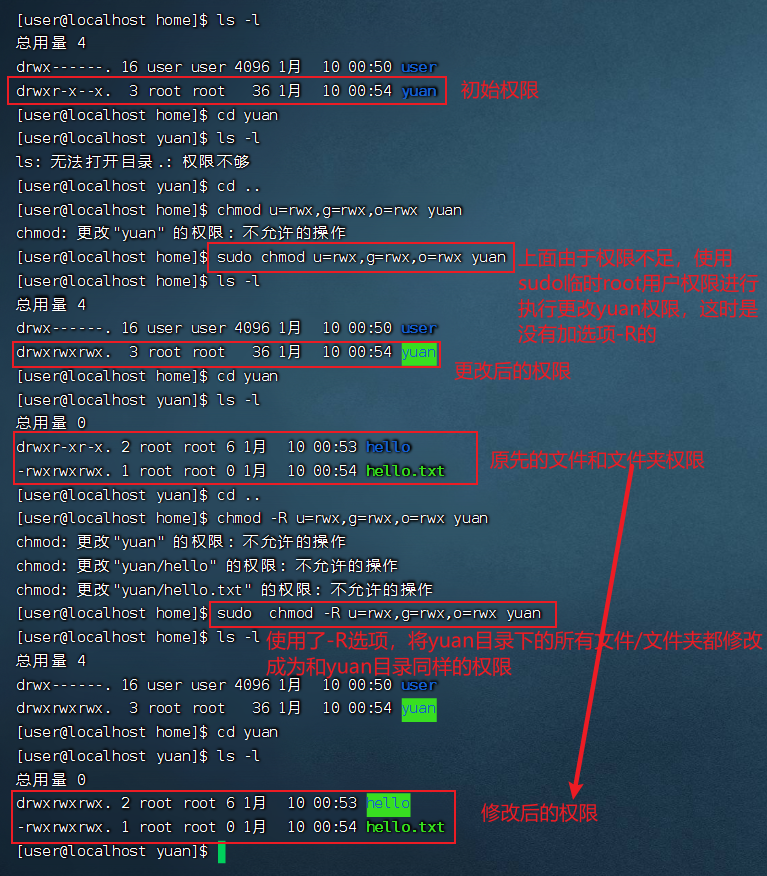 [user@localhost home]$ ls -l
总用量 4
drwx------. 16 user user 4096 1月  10 00:50 user
drwxr-x--x.  3 root root   36 1月  10 00:54 yuan
初始权限
[user@localhost home]$ cd yuan
[user@localhost yuan]$ ls -l
ls: 无法打开目录.: 权限不够
[user@localhost yuan]$ cd ..
[user@localhost home]$ chmod u=rwx,g=rwx,o=rwx yuan
chmod: 更改"yuan" 的权限: 不允许的操作
[user@localhost home]$ sudo chmod u=rwx,g=rwx,o=rwx yuan
上面由于权限不足，使用
sudo临时root用户权限进行
执行更改yuan权限，这时是
没有加选项-R的
[user@localhost home]$ ls -l
总用量 4
drwx------. 16 user user 4096 1月  10 00:50 user
drwxrwxrwx.  3 root root   36 1月  10 00:54 yuan
更改后的权限
[user@localhost home]$ cd yuan
[user@localhost yuan]$ ls -l
总用量 0
drwxr-xr-x. 2 root root 6 1月  10 00:53 hello
-rwxrwxrwx. 1 root root 0 1月  10 00:54 hello.txt
原先的文件和文件夹权限
[user@localhost yuan]$ cd ..
[user@localhost home]$ chmod -R u=rwx,g=rwx,o=rwx yuan
chmod: 更改"yuan" 的权限: 不允许的操作
chmod: 更改"yuan/hello" 的权限: 不允许的操作
chmod: 更改"yuan/hello.txt" 的权限: 不允许的操作
[user@localhost home]$ sudo  chmod -R u=rwx,g=rwx,o=rwx yuan
[user@localhost home]$ ls -l
使用了-R选项，将yuan目录下的所有文件/文件夹都修改
成为和yuan目录同样的权限
总用量 4
drwx------. 16 user user 4096 1月  10 00:50 user
drwxrwxrwx.  3 root root   36 1月  10 00:54 yuan
[user@localhost home]$ cd yuan
[user@localhost yuan]$ ls -l
总用量 0
drwxrwxrwx. 2 root root 6 1月  10 00:53 hello
-rwxrwxrwx. 1 root root 0 1月  10 00:54 hello.txt
修改后的权限
[user@localhost yuan]$